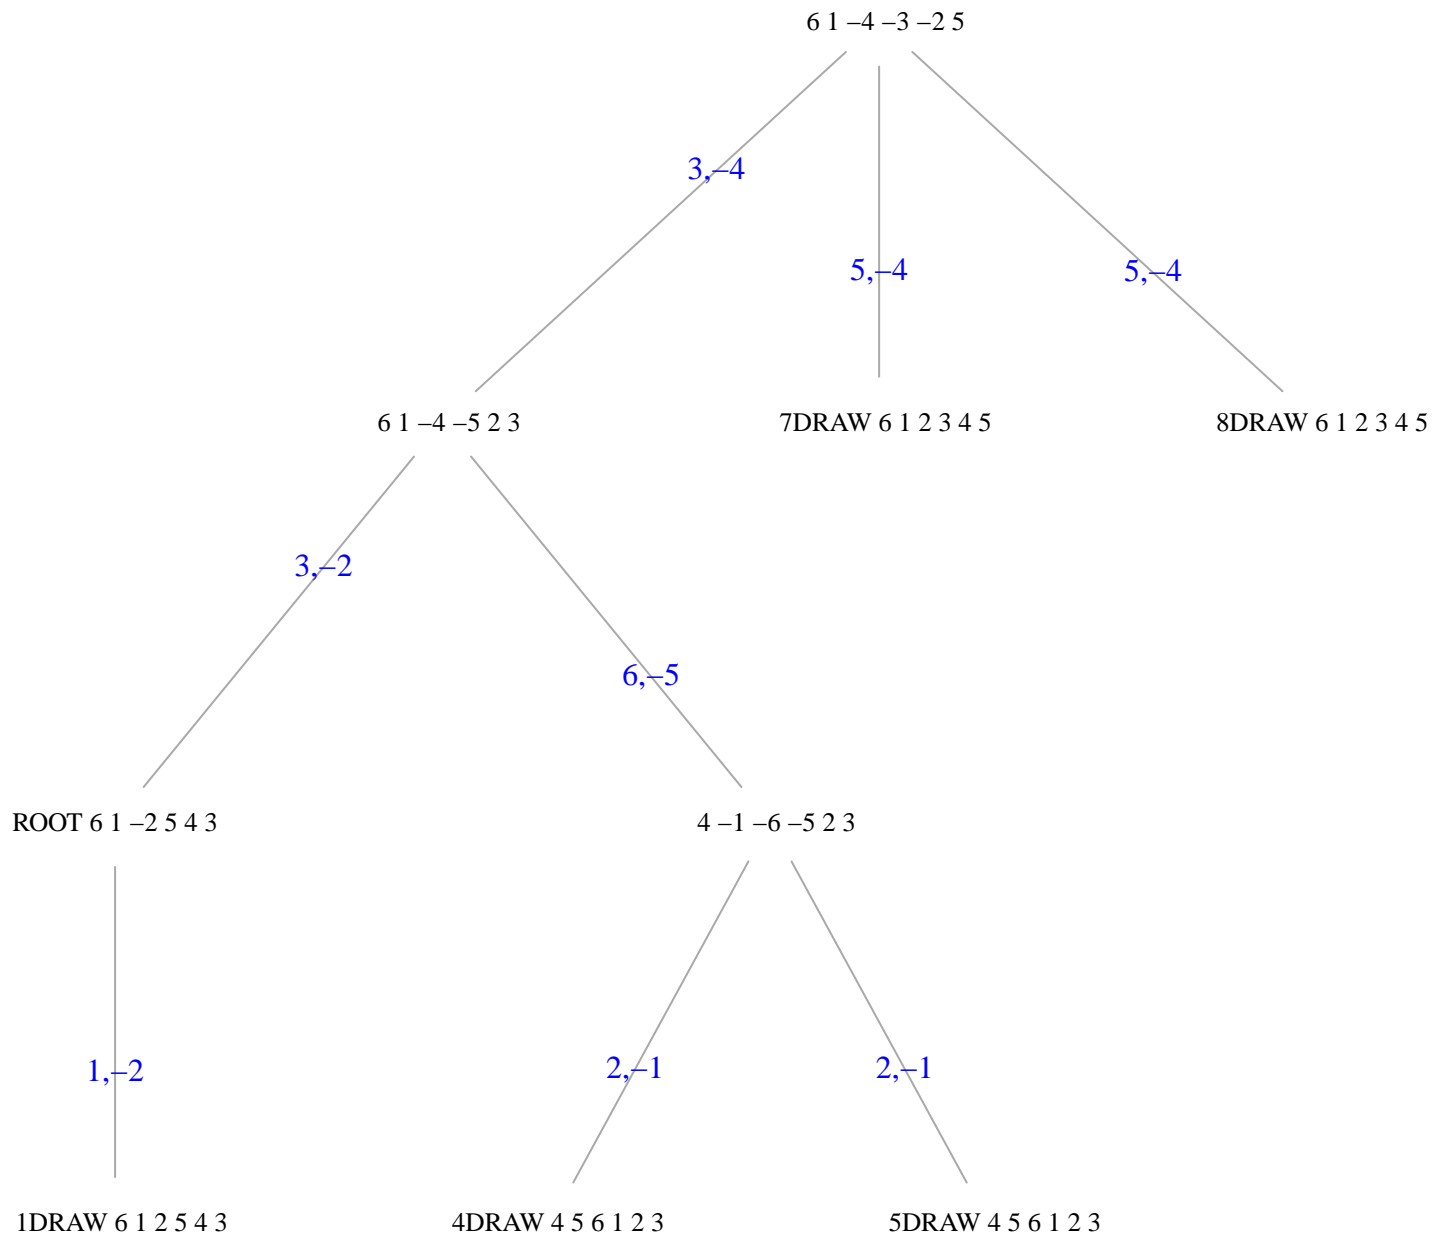 6 1 –4 –3 –2 5
3,–4
5,–4
5,–4
6 1 –4 –5 2 3
7DRAW 6 1 2 3 4 5
8DRAW 6 1 2 3 4 5
3,–2
6,–5
ROOT 6 1 –2 5 4 3
4 –1 –6 –5 2 3
1,–2
2,–1
2,–1
1DRAW 6 1 2 5 4 3
4DRAW 4 5 6 1 2 3
5DRAW 4 5 6 1 2 3